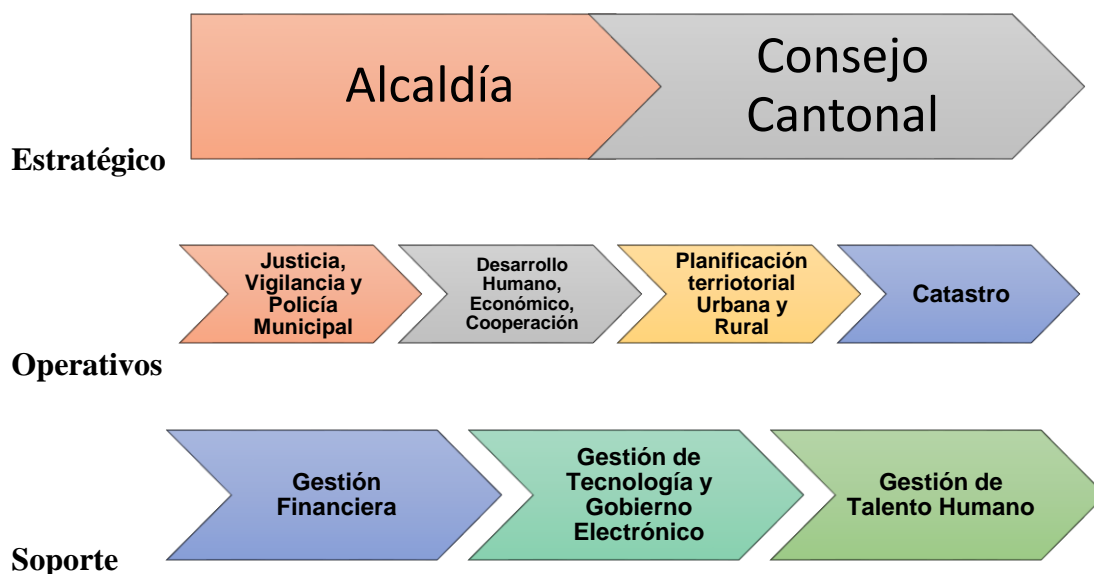 Alcaldía
Consejo
Cantonal
Estratégico
Justicia,
Vigilancia y
Policía
Municipal
Desarrollo
Humano,
Económico,
Cooperación
Planificación
terriotorial
Urbana y
Rural
Catastro
Operativos
Gestión
Financiera
Gestión de
Tecnología y
Gobierno
Electrónico
Gestión de
Talento Humano
Soporte